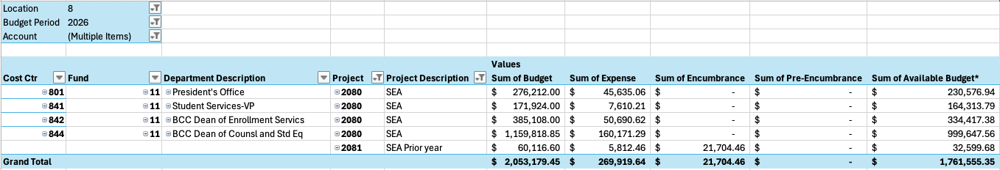 Location 8
Budget Period 2026
Account (Multiple Items)
Values
Cost Ctr Fund Department Description Project Project Description Sum of Budget Sum of Expense Sum of Encumbrance Sum of Pre-Encumbrance Sum of Available Budget*
801 11 President's Office 2080 SEA $ 276,212.00 $ 45,635.06 $ - $ - $ 230,576.94
841 11 Student Services-VP 2080 SEA $ 171,924.00 $ 7,610.21 $ - $ - $ 164,313.79
842 11 BCC Dean of Enrollment Servics 2080 SEA $ 385,108.00 $ 50,690.62 $ - $ - $ 334,417.38
844 11 BCC Dean of Counsl and Std Eq 2080 SEA $ 1,159,818.85 $ 160,171.29 $ - $ - $ 999,647.56
2081 SEA Prior year $ 60,116.60 $ 5,812.46 $ 21,704.46 $ - $ 32,599.68
Grand Total $ 2,053,179.45 $ 269,919.64 $ 21,704.46 $ - $ 1,761,555.35